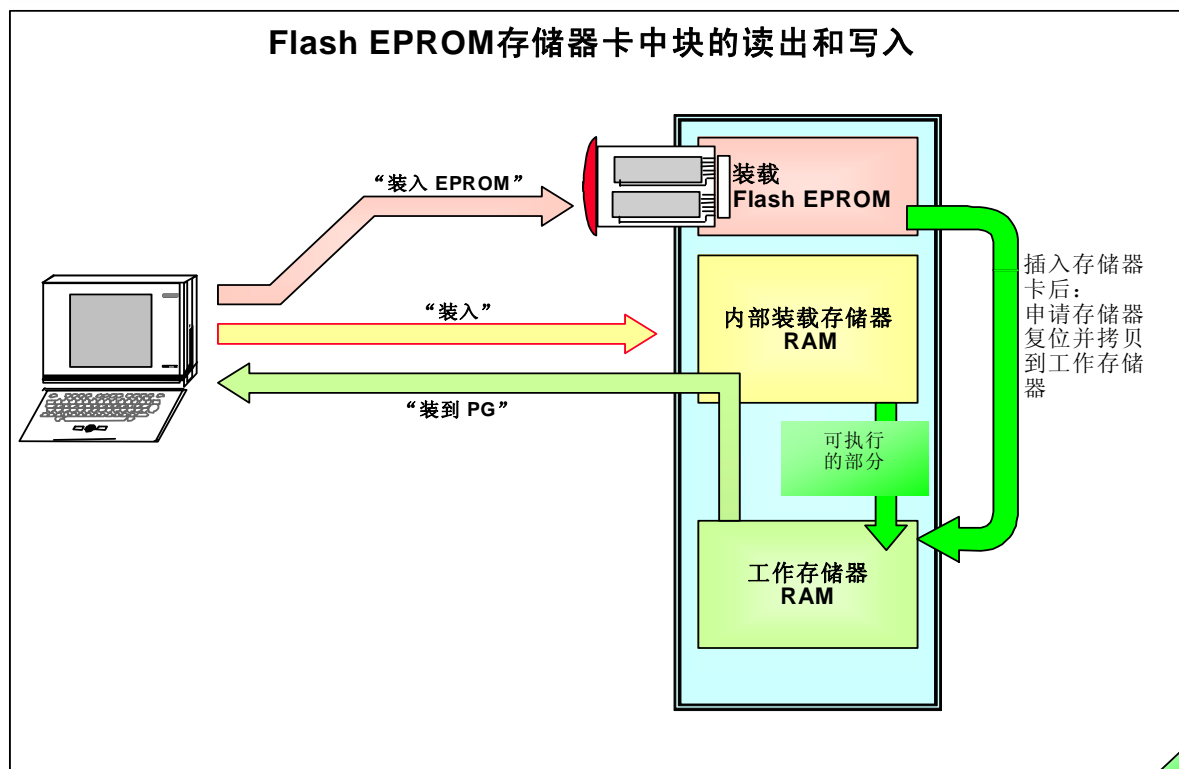 Flash EPROM存储器卡中块的读出和写入
“装入 EPROM”
装载
Flash EPROM
插入存储器
卡后：
申请存储器
复位并拷贝
到工作存储
器
“装入”
内部装载存储器
RAM
“装到 PG”
可执行
的部分
工作存储器
RAM